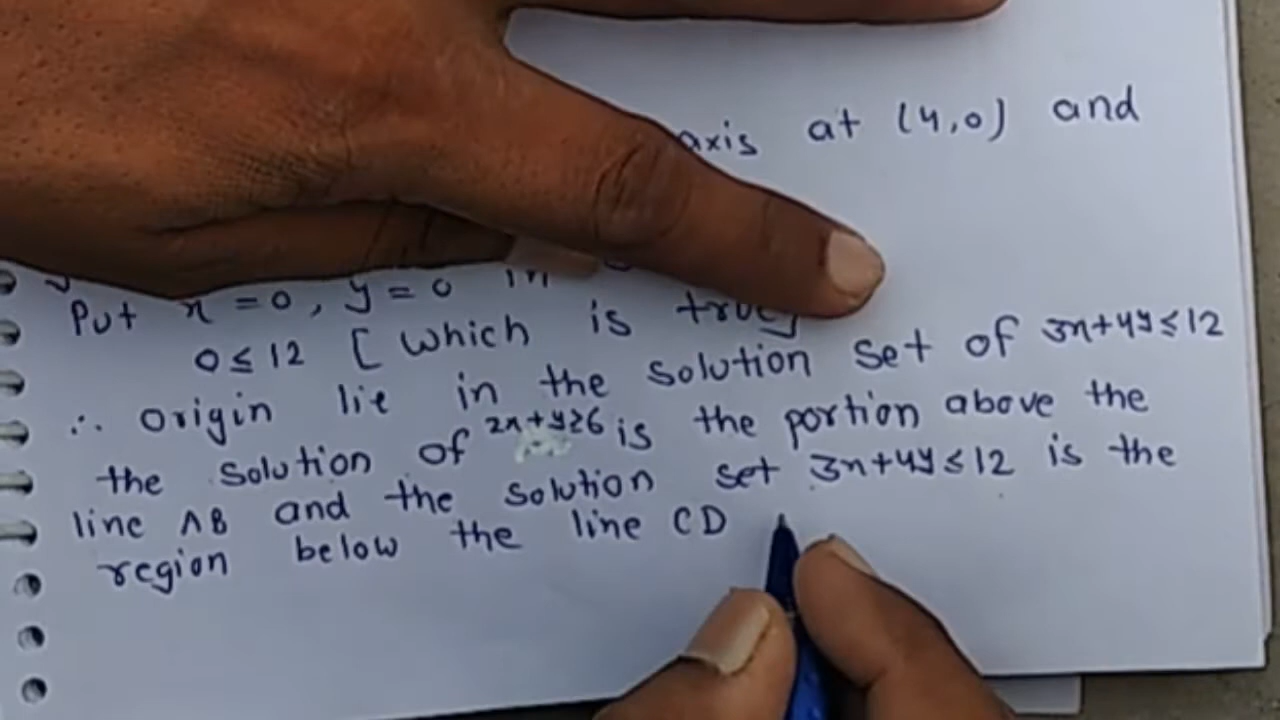 axis at (4,0) and
Put x = 0, y = 0 in
0 ≤ 12 [which is true]
∴ origin lie in the solution set of 3x+4y ≤ 12
the solution of 2x+y≥6 is the portion above the
line AB and the solution set 3x+4y ≤ 12 is the
region below the line CD